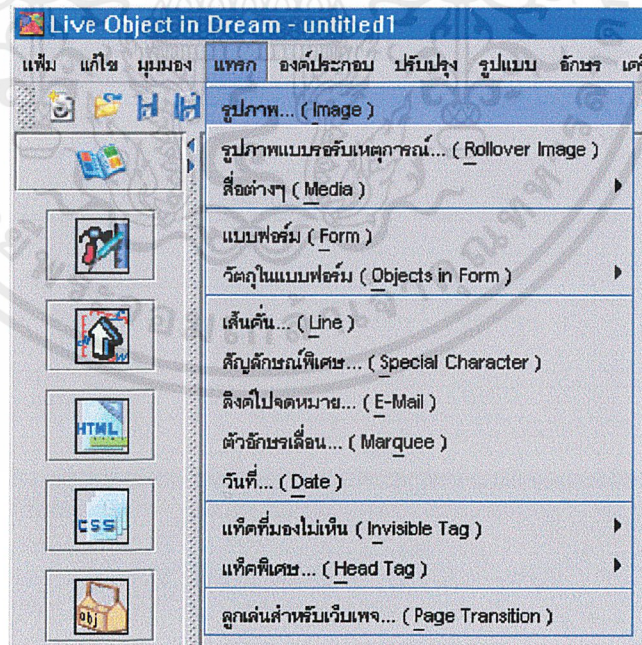 Live Object in Dream - untitled1
แฟ้ม แก้ไข มุมมอง แทรก องค์ประกอบ ปรับปรุง รูปแบบ อักษร
รูปภาพ... ( Image )
รูปภาพแบบรอรับเหตุการณ์... ( Rollover Image )
สื่อต่างๆ ( Media )
แบบฟอร์ม ( Form )
วัตถุในแบบฟอร์ม ( Objects in Form )
เส้นคั่น... ( Line )
สัญลักษณ์พิเศษ... ( Special Character )
ลิงค์ไปจดหมาย... ( E-Mail )
ตัวอักษรเลื่อน... ( Marquee )
วันที่... ( Date )
แท็คที่มองไม่เห็น ( Invisible Tag )
แท็คพิเศษ... ( Head Tag )
ลูกเล่นสำหรับเว็บเพจ... ( Page Transition )
HTML
CSS
obj